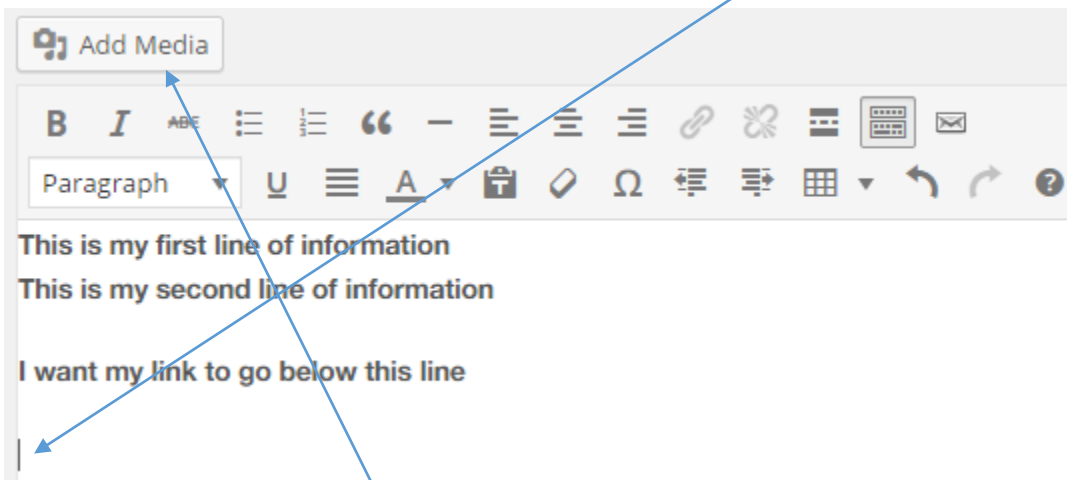 Add Media
B I ABC
Paragraph U A T Ω ?
This is my first line of information
This is my second line of information
I want my link to go below this line